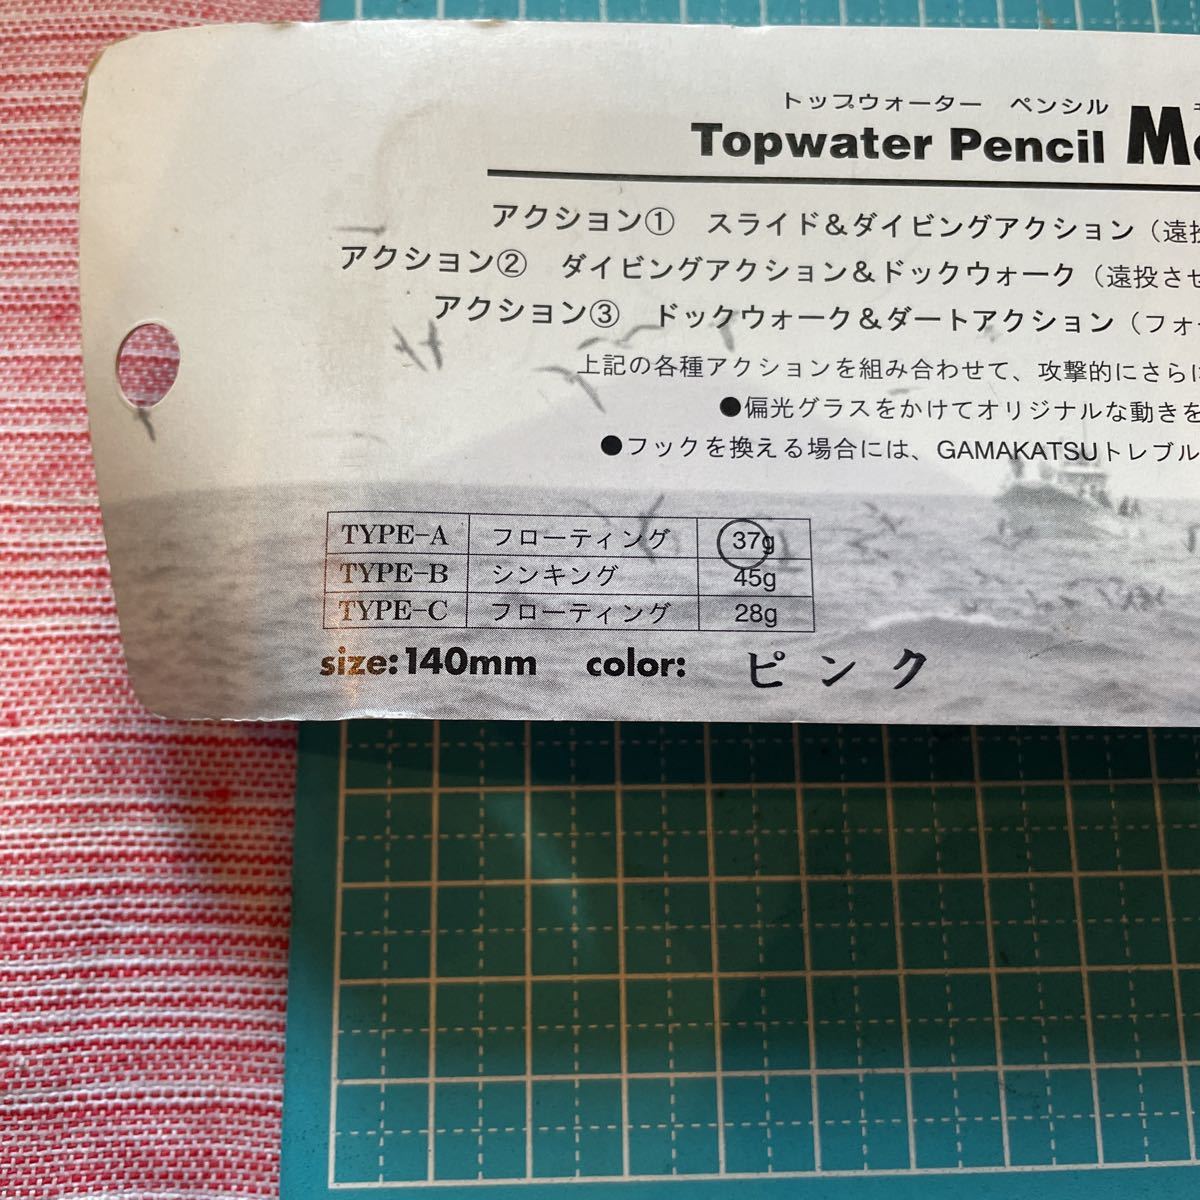 トップウォーター ペンシル
Topwater Pencil
アクション① スライド&ダイビングアクション(遠投
アクション② ダイビングアクション&ドックウォーク(遠投させ
アクション③ ドックウォーク&ダートアクション(フォ
上記の各種アクションを組み合わせて、攻撃的にさらに
●偏光グラスをかけてオリジナルな動きを
●フックを換える場合には、GAMAKATSUトレブル
TYPE-A フローティング 37g
TYPE-B シンキング 45g
TYPE-C フローティング 28g
size:140mm color: ピンク